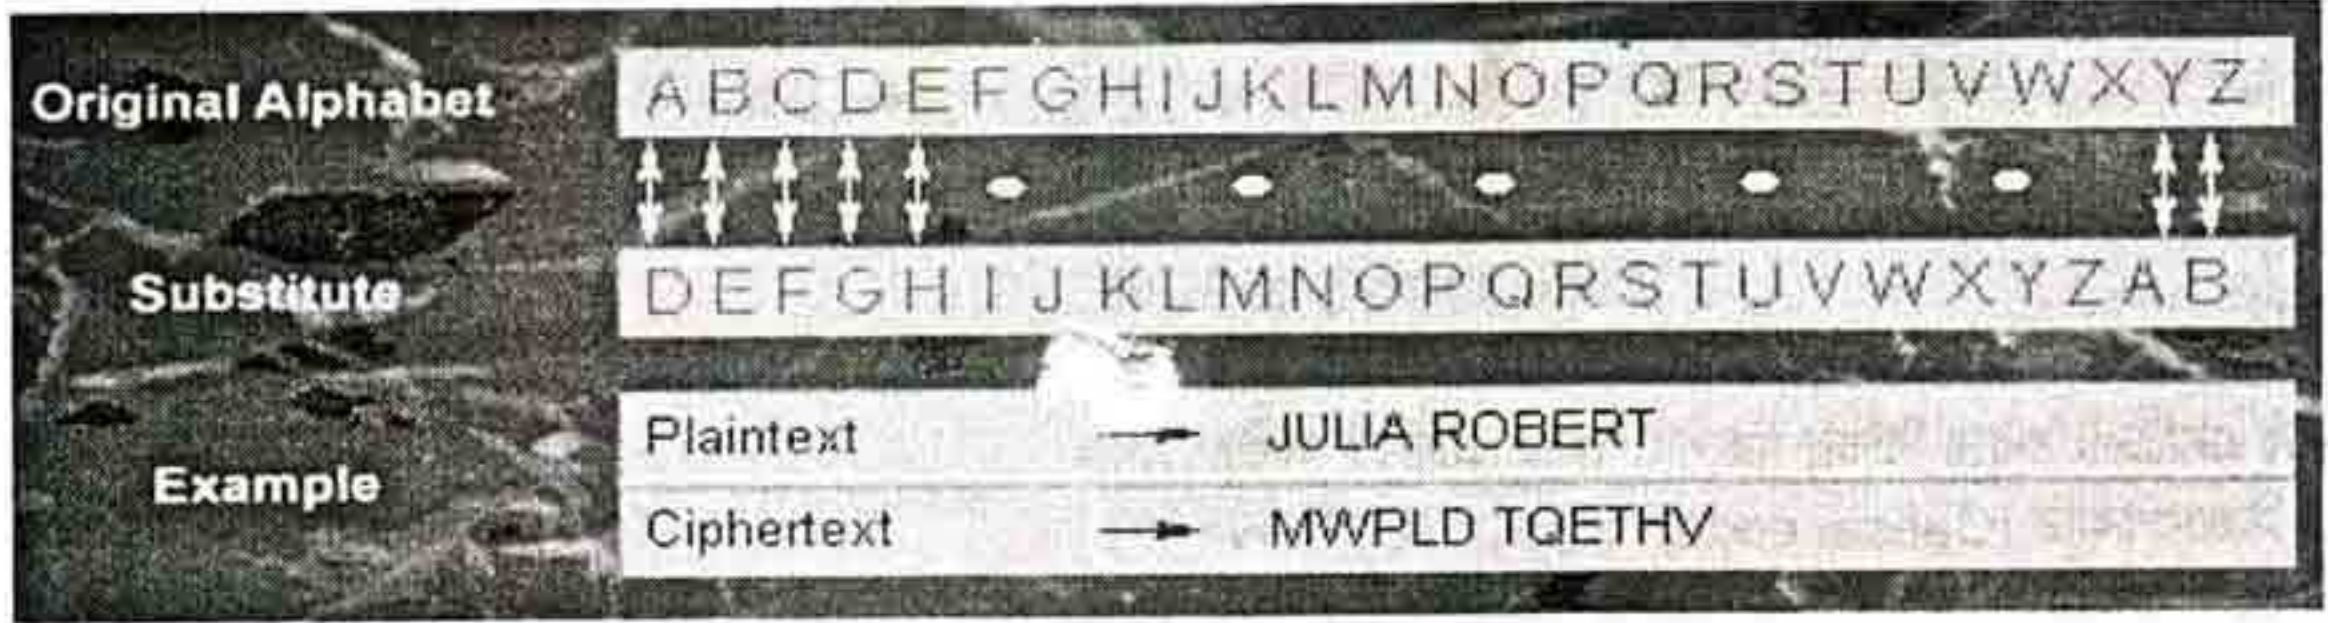 Original Alphabet
A B C D E F G H I J K L M N O P Q R S T U V W X Y Z
Substitute
D E F G H I J K L M N O P Q R S T U V W X Y Z A B
Example
Plaintext → JULIA ROBERT
Ciphertext → MWPLD TQETHV